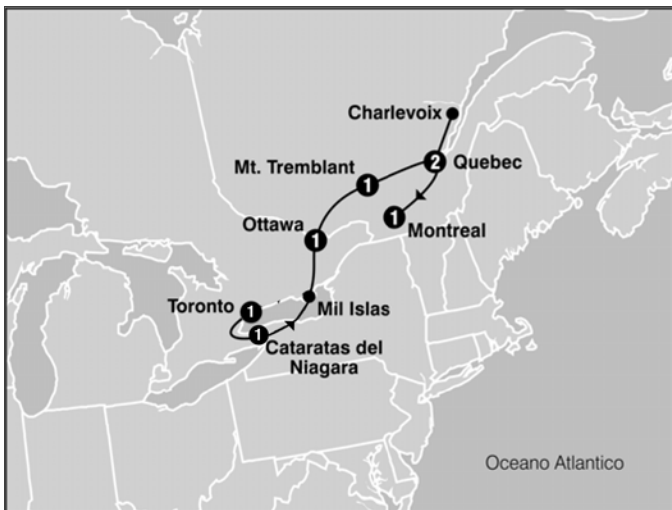 Charlevoix
2
Quebec
Mt. Tremblant
1
1
Montreal
Ottawa
1
Toronto
1
Mil Islas
1
Cataratas del
Niagara
Oceano Atlantico